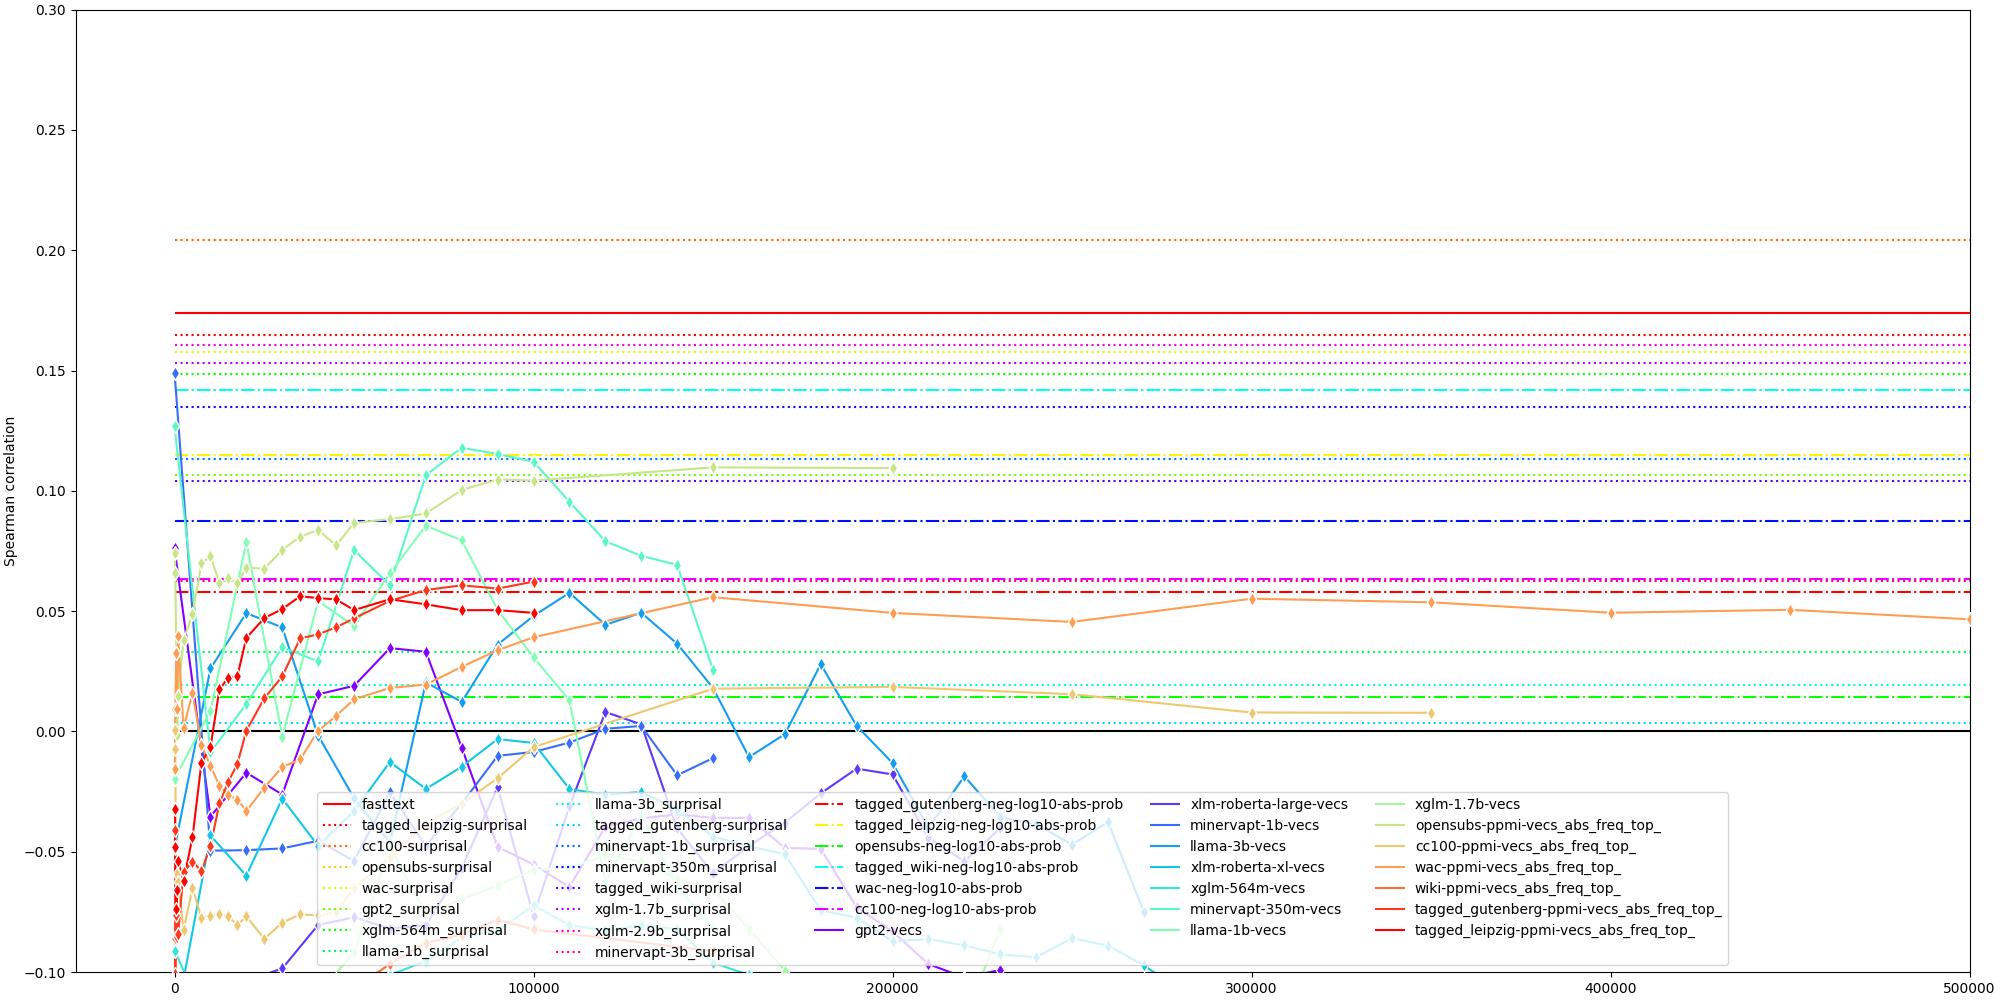 0.30
0.25
0.20
0.15
0.10
0.05
0.00
−0.05
−0.10
Spearman correlation
0
100000
200000
300000
400000
500000
fasttext
tagged_leipzig-surprisal
cc100-surprisal
opensubs-surprisal
wac-surprisal
gpt2_surprisal
xglm-564m_surprisal
llama-1b_surprisal
llama-3b_surprisal
tagged_gutenberg-surprisal
minervapt-1b_surprisal
minervapt-350m_surprisal
tagged_wiki-surprisal
xglm-1.7b_surprisal
xglm-2.9b_surprisal
minervapt-3b_surprisal
tagged_gutenberg-neg-log10-abs-prob
tagged_leipzig-neg-log10-abs-prob
opensubs-neg-log10-abs-prob
tagged_wiki-neg-log10-abs-prob
wac-neg-log10-abs-prob
cc100-neg-log10-abs-prob
gpt2-vecs
xlm-roberta-large-vecs
minervapt-1b-vecs
llama-3b-vecs
xlm-roberta-xl-vecs
xglm-564m-vecs
minervapt-350m-vecs
llama-1b-vecs
xglm-1.7b-vecs
opensubs-ppmi-vecs_abs_freq_top_
cc100-ppmi-vecs_abs_freq_top_
wac-ppmi-vecs_abs_freq_top_
wiki-ppmi-vecs_abs_freq_top_
tagged_gutenberg-ppmi-vecs_abs_freq_top_
tagged_leipzig-ppmi-vecs_abs_freq_top_